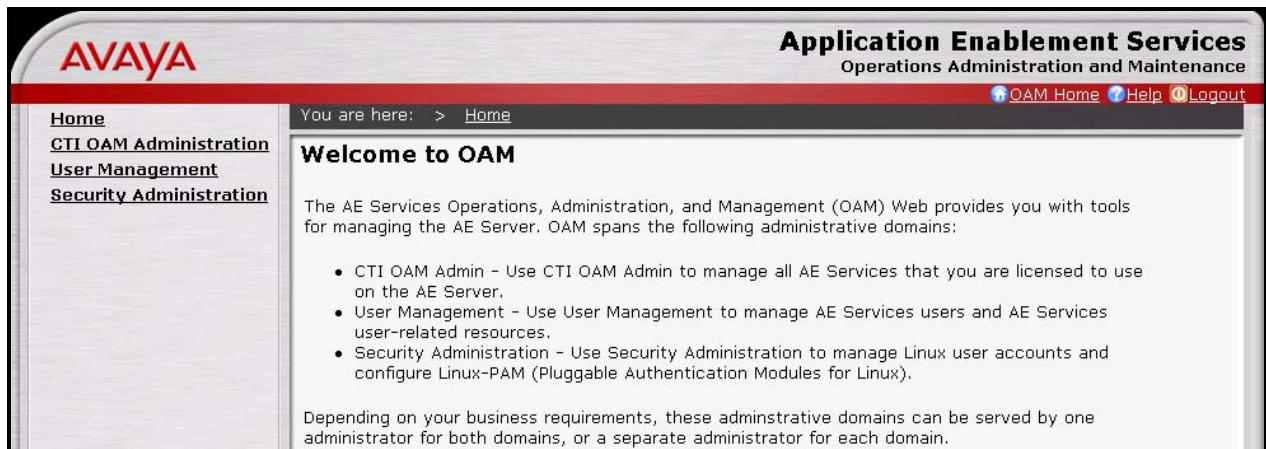 AVAYA
Application Enablement Services
Operations Administration and Maintenance
OAM Home Help Logout
Home
CTI OAM Administration
User Management
Security Administration
You are here: > Home
Welcome to OAM
The AE Services Operations, Administration, and Management (OAM) Web provides you with tools
for managing the AE Server. OAM spans the following administrative domains:
• CTI OAM Admin - Use CTI OAM Admin to manage all AE Services that you are licensed to use
on the AE Server.
• User Management - Use User Management to manage AE Services users and AE Services
user-related resources.
• Security Administration - Use Security Administration to manage Linux user accounts and
configure Linux-PAM (Pluggable Authentication Modules for Linux).
Depending on your business requirements, these adminstrative domains can be served by one
administrator for both domains, or a separate administrator for each domain.